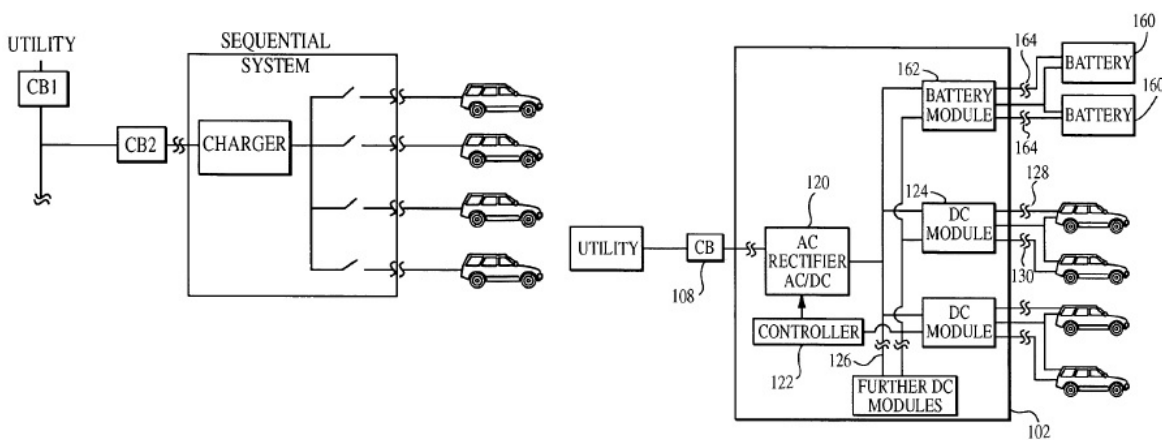 UTILITY
CB1
CB2
SEQUENTIAL
SYSTEM
CHARGER
UTILITY
CB
108
120
AC
RECTIFIER
AC/DC
CONTROLLER
122
126
162
BATTERY
MODULE
164
164
BATTERY
160
BATTERY
160
124
DC
MODULE
128
130
DC
MODULE
FURTHER DC
MODULES
102